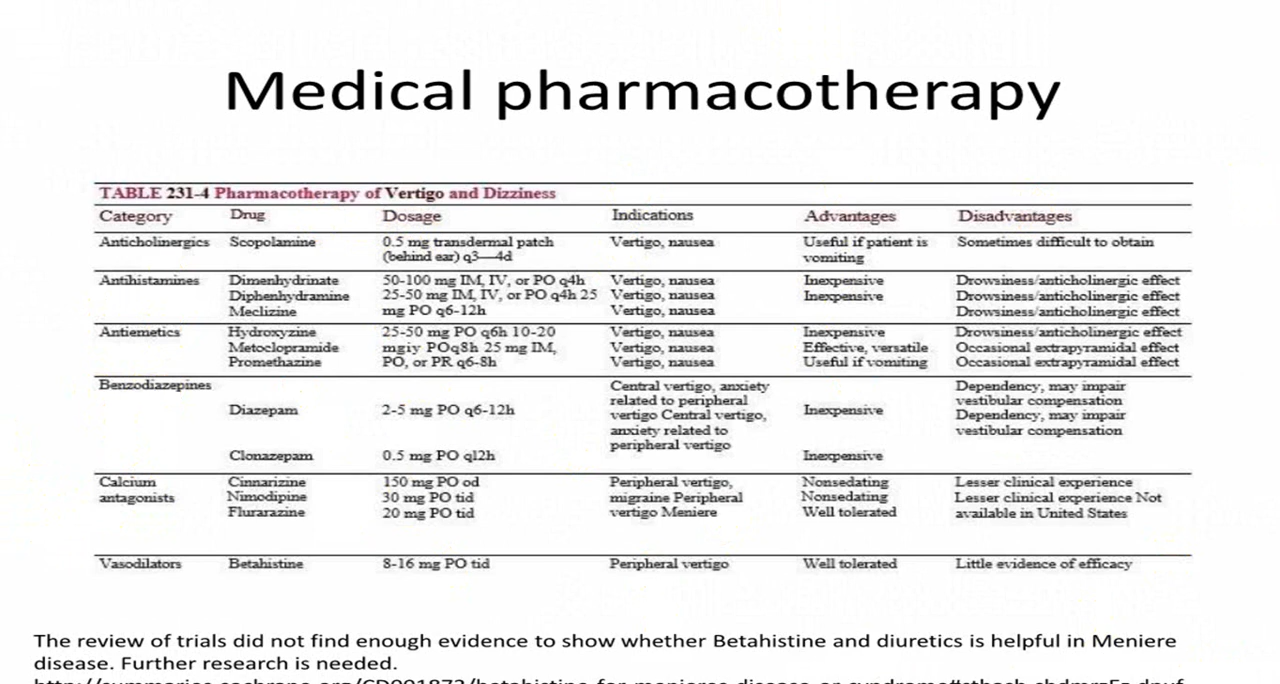 Medical pharmacotherapy
TABLE 231-4 Pharmacotherapy of Vertigo and Dizziness
Category Drug Dosage Indications Advantages Disadvantages
Anticholinergics Scopolamine 0.5 mg transdermal patch Vertigo, nausea Useful if patient is Sometimes difficult to obtain
(behind ear) q3—4d vomiting
Antihistamines Dimenhydrinate 50-100 mg IM, IV, or PO q4h Vertigo, nausea Inexpensive Drowsiness/anticholinergic effect
Diphenhydramine 25-50 mg IM, IV, or PO q4h 25 Vertigo, nausea Inexpensive Drowsiness/anticholinergic effect
Meclizine mg PO q6-12h Vertigo, nausea Drowsiness/anticholinergic effect
Antiemetics Hydroxyzine 25-50 mg PO q6h 10-20 Vertigo, nausea Inexpensive Drowsiness/anticholinergic effect
Metoclopramide mgiy POq8h 25 mg IM, Vertigo, nausea Effective, versatile Occasional extrapyramidal effect
Promethazine PO, or PR q6-8h Vertigo, nausea Useful if vomiting Occasional extrapyramidal effect
Benzodiazepines Central vertigo, anxiety Dependency, may impair
related to peripheral vestibular compensation
Diazepam 2-5 mg PO q6-12h vertigo Central vertigo, Inexpensive Dependency, may impair
anxiety related to vestibular compensation
peripheral vertigo
Clonazepam 0.5 mg PO ql2h Inexpensive
Calcium Cinnarizine 150 mg PO od Peripheral vertigo, Nonsedating Lesser clinical experience
antagonists Nimodipine 30 mg PO tid migraine Peripheral Nonsedating Lesser clinical experience Not
Flurarazine 20 mg PO tid vertigo Meniere Well tolerated available in United States
Vasodilators Betahistine 8-16 mg PO tid Peripheral vertigo Well tolerated Little evidence of efficacy
The review of trials did not find enough evidence to show whether Betahistine and diuretics is helpful in Meniere
disease. Further research is needed.